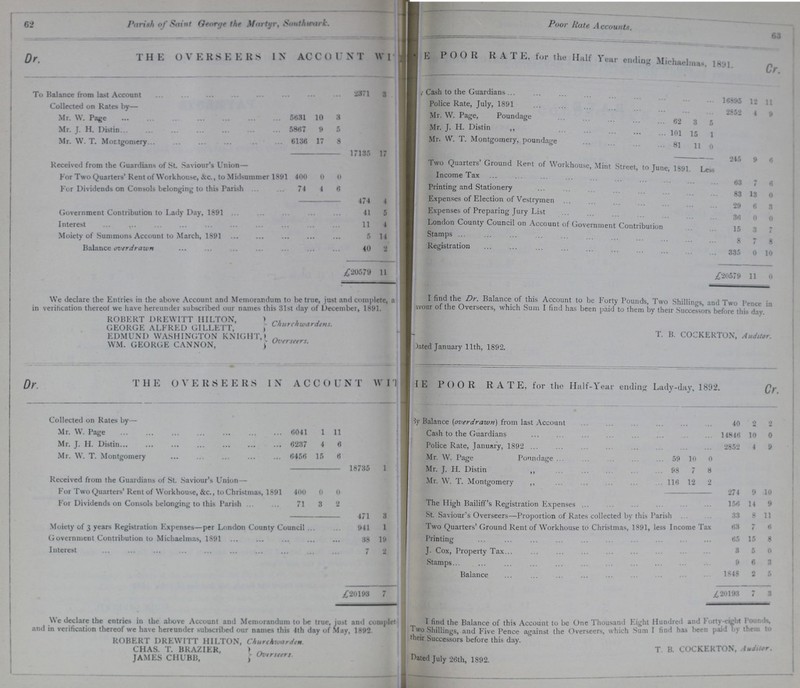 62 Parish of Saint George the Martyr, Southwark.
Dr. THE OVERSEERS IN ACCOUNT WI
To Balance from last Account ... 2371 3
Collected on Rates by—
Mr. W. Page ... 5631 10 3
Mr. J. H. Distin... 5867 9 5
Mr. W. T. Montgomery... 6136 17 8
17135 17
Received from the Guardians of St. Saviour's Union—
For Two Quarters' Rent of Workhouse, &c., to Midsummer 1891 400 0 0
For Dividends on Consols belonging to this Parish ... 74 4 6
474 4
Government Contribution to Lady Day, 1891 ... 41 5
Interest ... 11 4
Moiety of Summons Account to March, 1891 ... 5 14
Balance overdrawn ... 40 2
£20579 11
We declare the Entries in the above Account and Memorandum to be true, just and complete, a
in verification thereof we have hereunder subscribed our names this 31st day of December, 1891.
ROBERT DREWITT HILTON, } Churchwardens.
GEORGE ALFRED GILLETT,
EDMUND WASHINGTON KNIGHT, } Overseers.
WM. GEORGE CANNON,
Dr. THE OVERSEERS IN ACCOUNT WIT
Collected on Rates by—
Mr. W. Page ... 6041 1 11
Mr. J. H. Distin... 6237 4 6
Mr. W. T. Montgomery ... 6456 15 6
18735 1
Received from the Guardians of St. Saviour's Union—
For Two Quarters' Rent of Workhouse, &c., to Christmas, 1891 400 0 0
For Dividends on Consols belonging to this Parish ... 71 3 2
471 3
Moiety of 3 years Registration Expenses—per London County Council ... 941 1
Government Contribution to Michaelmas, 1891 ... 38 19
Interest ... 7 2
£20193 7
We declare the entries in the above Account and Memorandum to be true, just and complet
and in verification thereof we have hereunder subscribed our names this 4th day of May, 1892.
ROBERT DREWITT HILTON, Churchwarden.
CHAS. T. BRAZIER, } Overseers.
JAMES CHUBB,
Poor Rate Accounts. 63
E POOR RATE, for the Half Year ending Michaelmas, 1891. Cr.
Cash to the Guardians ... 16895 12 11
Police Rate, July, 1891 ... 2852 4 9
Mr. W. Page, Poundage ... 62 3 5
Mr. J. H. Distin ,, ... 101 15 1
Mr. W. T. Montgomery, poundage ... 81 11 0
245 9 6
Two Quarters' Ground Rent of Workhouse, Mint Street, to June, 1891. Less
Income Tax ... 63 7 6
Printing and Stationery ... 83 13 0
Expenses of Election of Vestrymen ... 29 6 3
Expenses of Preparing Jury List ... 36 0 0
London County Council on Account of Government Contribution 15 3 7
Stamps ... 8 7 8
Registration ... 335 0 10
£20579 11 0
I find the Dr. Balance of this Account to be Forty Pounds, Two Shillings, and Two Pence in
favour of the Overseers, which Sum I find has been paid to them by their Successors before this day.
T. B. COCKERTON, Auditor.
Dated January 11th, 1892.
HE POOR RATE, for the Half-Year ending Lady-day, 1892. Cr.
By Balance (overdrawn) from last Account ... 40 2 2
Cash to the Guardians ... 14846 10 0
Police Rate, January, 1892 ... 2852 4 9
Mr. W. Page Poundage ... 59 10 0
Mr. J. H. Distin ,, ... 98 7 8
Mr. W. T. Montgomery ,, ... 116 12 2
274 9 10
The High Bailiff's Registration Expenses ... 156 14 9
St. Saviour's Overseers—Proportion of Rates collected by this Parish ... 33 8 11
Two Quarters' Ground Rent of Workhouse to Christmas, 1891, less Income Tax 63 7 6
Printing ... 65 15 8
J. Cox, Property Tax... 3 5 0
Stamps... 9 6 3
Balance ... 1848 2 5
£20193 7 3
I find the Balance of this Account to be One Thousand Eight Hundred and Forty-eight Pounds,
Two Shillings, and Five Pence against the Overseers, which Sum I find has been paid by them to
their Successors before this day.
T. B. COCKERTON, Auditor.
Dated July 26th, 1892.